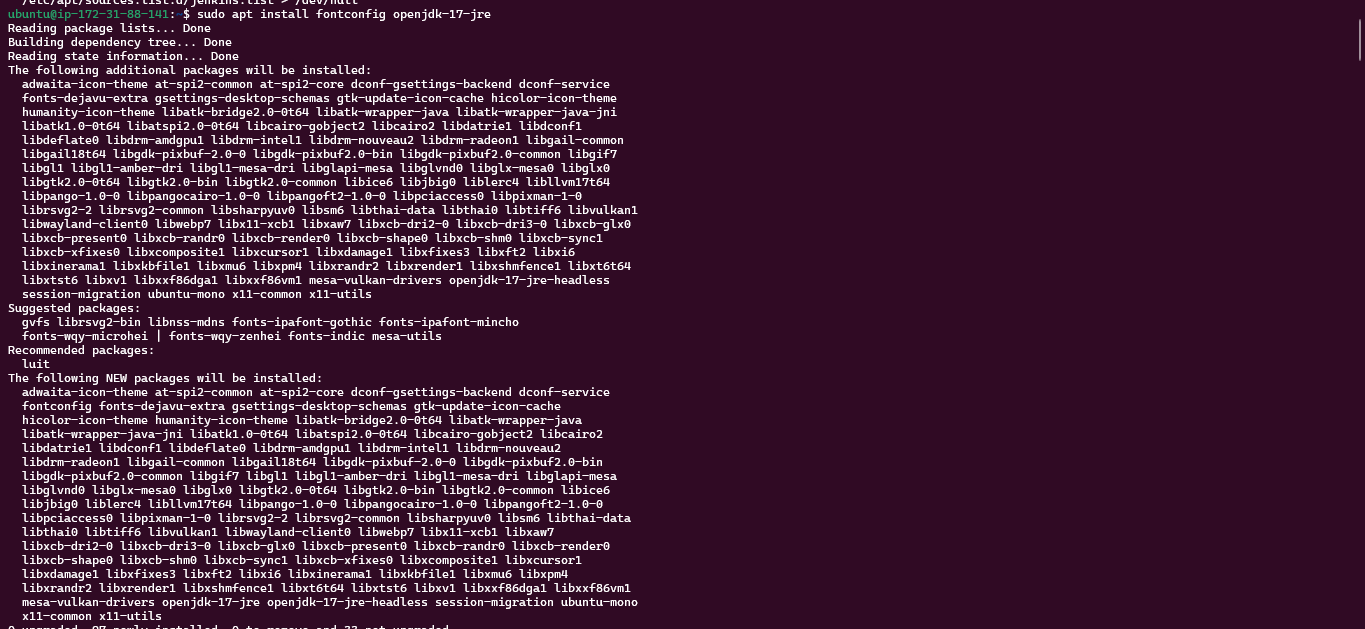 /etc/apt/sources.list.d/jenkins.list > /dev/null
ubuntu@ip-172-31-88-141:~$ sudo apt install fontconfig openjdk-17-jre
Reading package lists... Done
Building dependency tree... Done
Reading state information... Done
The following additional packages will be installed:
adwaita-icon-theme at-spi2-common at-spi2-core dconf-gsettings-backend dconf-service
fonts-dejavu-extra gsettings-desktop-schemas gtk-update-icon-cache hicolor-icon-theme
humanity-icon-theme libatk-bridge2.0-0t64 libatk-wrapper-java libatk-wrapper-java-jni
libatk1.0-0t64 libatspi2.0-0t64 libcairo-gobject2 libcairo2 libdatrie1 libdconf1
libdeflate0 libdrm-amdgpu1 libdrm-intel1 libdrm-nouveau2 libdrm-radeon1 libgail-common
libgail18t64 libgdk-pixbuf-2.0-0 libgdk-pixbuf2.0-bin libgdk-pixbuf2.0-common libgif7
libgl1 libgl1-amber-dri libgl1-mesa-dri libglapi-mesa libglvnd0 libglx-mesa0 libglx0
libgtk2.0-0t64 libgtk2.0-bin libgtk2.0-common libice6 libjbig0 liblerc4 libllvm17t64
libpango-1.0-0 libpangocairo-1.0-0 libpangoft2-1.0-0 libpciaccess0 libpixman-1-0
librsvg2-2 librsvg2-common libsharpyuv0 libsm6 libthai-data libthai0 libtiff6 libvulkan1
libwayland-client0 libwebp7 libx11-xcb1 libxaw7 libxcb-dri2-0 libxcb-dri3-0 libxcb-glx0
libxcb-present0 libxcb-randr0 libxcb-render0 libxcb-shape0 libxcb-shm0 libxcb-sync1
libxcb-xfixes0 libxcomposite1 libxcursor1 libxdamage1 libxfixes3 libxft2 libxi6
libxinerama1 libxkbfile1 libxmu6 libxpm4 libxrandr2 libxrender1 libxshmfence1 libxt6t64
libxtst6 libxv1 libxxf86dga1 libxxf86vm1 mesa-vulkan-drivers openjdk-17-jre-headless
session-migration ubuntu-mono x11-common x11-utils
Suggested packages:
gvfs librsvg2-bin libnss-mdns fonts-ipafont-gothic fonts-ipafont-mincho
fonts-wqy-microhei | fonts-wqy-zenhei fonts-indic mesa-utils
Recommended packages:
luit
The following NEW packages will be installed:
adwaita-icon-theme at-spi2-common at-spi2-core dconf-gsettings-backend dconf-service
fontconfig fonts-dejavu-extra gsettings-desktop-schemas gtk-update-icon-cache
hicolor-icon-theme humanity-icon-theme libatk-bridge2.0-0t64 libatk-wrapper-java
libatk-wrapper-java-jni libatk1.0-0t64 libatspi2.0-0t64 libcairo-gobject2 libcairo2
libdatrie1 libdconf1 libdeflate0 libdrm-amdgpu1 libdrm-intel1 libdrm-nouveau2
libdrm-radeon1 libgail-common libgail18t64 libgdk-pixbuf-2.0-0 libgdk-pixbuf2.0-bin
libgdk-pixbuf2.0-common libgif7 libgl1 libgl1-amber-dri libgl1-mesa-dri libglapi-mesa
libglvnd0 libglx-mesa0 libglx0 libgtk2.0-0t64 libgtk2.0-bin libgtk2.0-common libice6
libjbig0 liblerc4 libllvm17t64 libpango-1.0-0 libpangocairo-1.0-0 libpangoft2-1.0-0
libpciaccess0 libpixman-1-0 librsvg2-2 librsvg2-common libsharpyuv0 libsm6 libthai-data
libthai0 libtiff6 libvulkan1 libwayland-client0 libwebp7 libx11-xcb1 libxaw7
libxcb-dri2-0 libxcb-dri3-0 libxcb-glx0 libxcb-present0 libxcb-randr0 libxcb-render0
libxcb-shape0 libxcb-shm0 libxcb-sync1 libxcb-xfixes0 libxcomposite1 libxcursor1
libxdamage1 libxfixes3 libxft2 libxi6 libxinerama1 libxkbfile1 libxmu6 libxpm4
libxrandr2 libxrender1 libxshmfence1 libxt6t64 libxtst6 libxv1 libxxf86dga1 libxxf86vm1
mesa-vulkan-drivers openjdk-17-jre openjdk-17-jre-headless session-migration ubuntu-mono
x11-common x11-utils
0 upgraded, newly installed, 0 to remove and not upgraded.